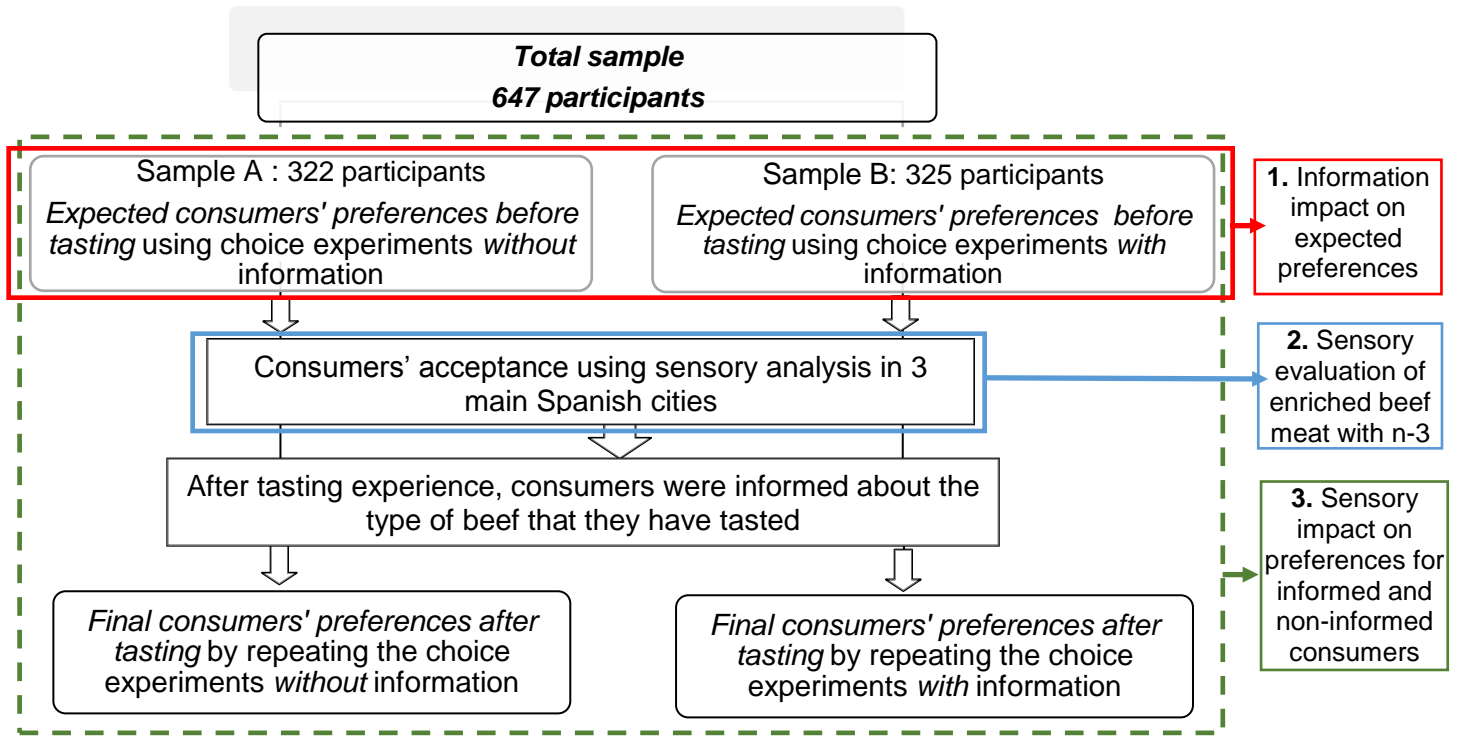 Total sample
647 participants
Sample A : 322 participants
Expected consumers' preferences before
tasting using choice experiments without
information
Sample B: 325 participants
Expected consumers' preferences before
tasting using choice experiments with
information
1. Information
impact on
expected
preferences
Consumers’ acceptance using sensory analysis in 3
main Spanish cities
2. Sensory
evaluation of
enriched beef
meat with n-3
After tasting experience, consumers were informed about the
type of beef that they have tasted
3. Sensory
impact on
preferences for
informed and
non-informed
consumers
Final consumers' preferences after
tasting by repeating the choice
experiments without information
Final consumers' preferences after
tasting by repeating the choice
experiments with information